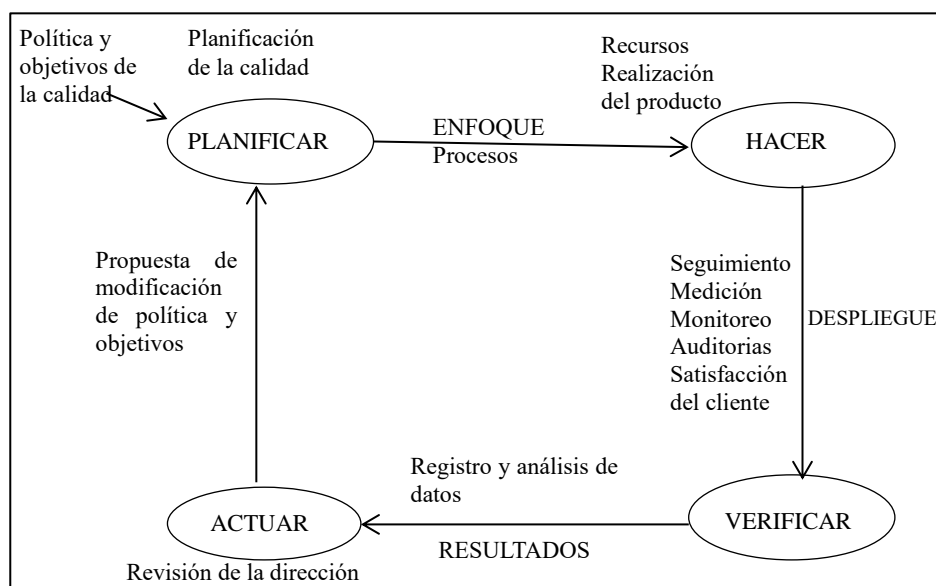 Política y
objetivos de
la calidad
Planificación
de la calidad
Recursos
Realización
del producto
PLANIFICAR
ENFOQUE
Procesos
HACER
Propuesta de
modificación
de política y
objetivos
Seguimiento
Medición
Monitoreo
Auditorias
Satisfacción
del cliente
DESPLIEGUE
Registro y análisis de
datos
ACTUAR
RESULTADOS
VERIFICAR
Revisión de la dirección